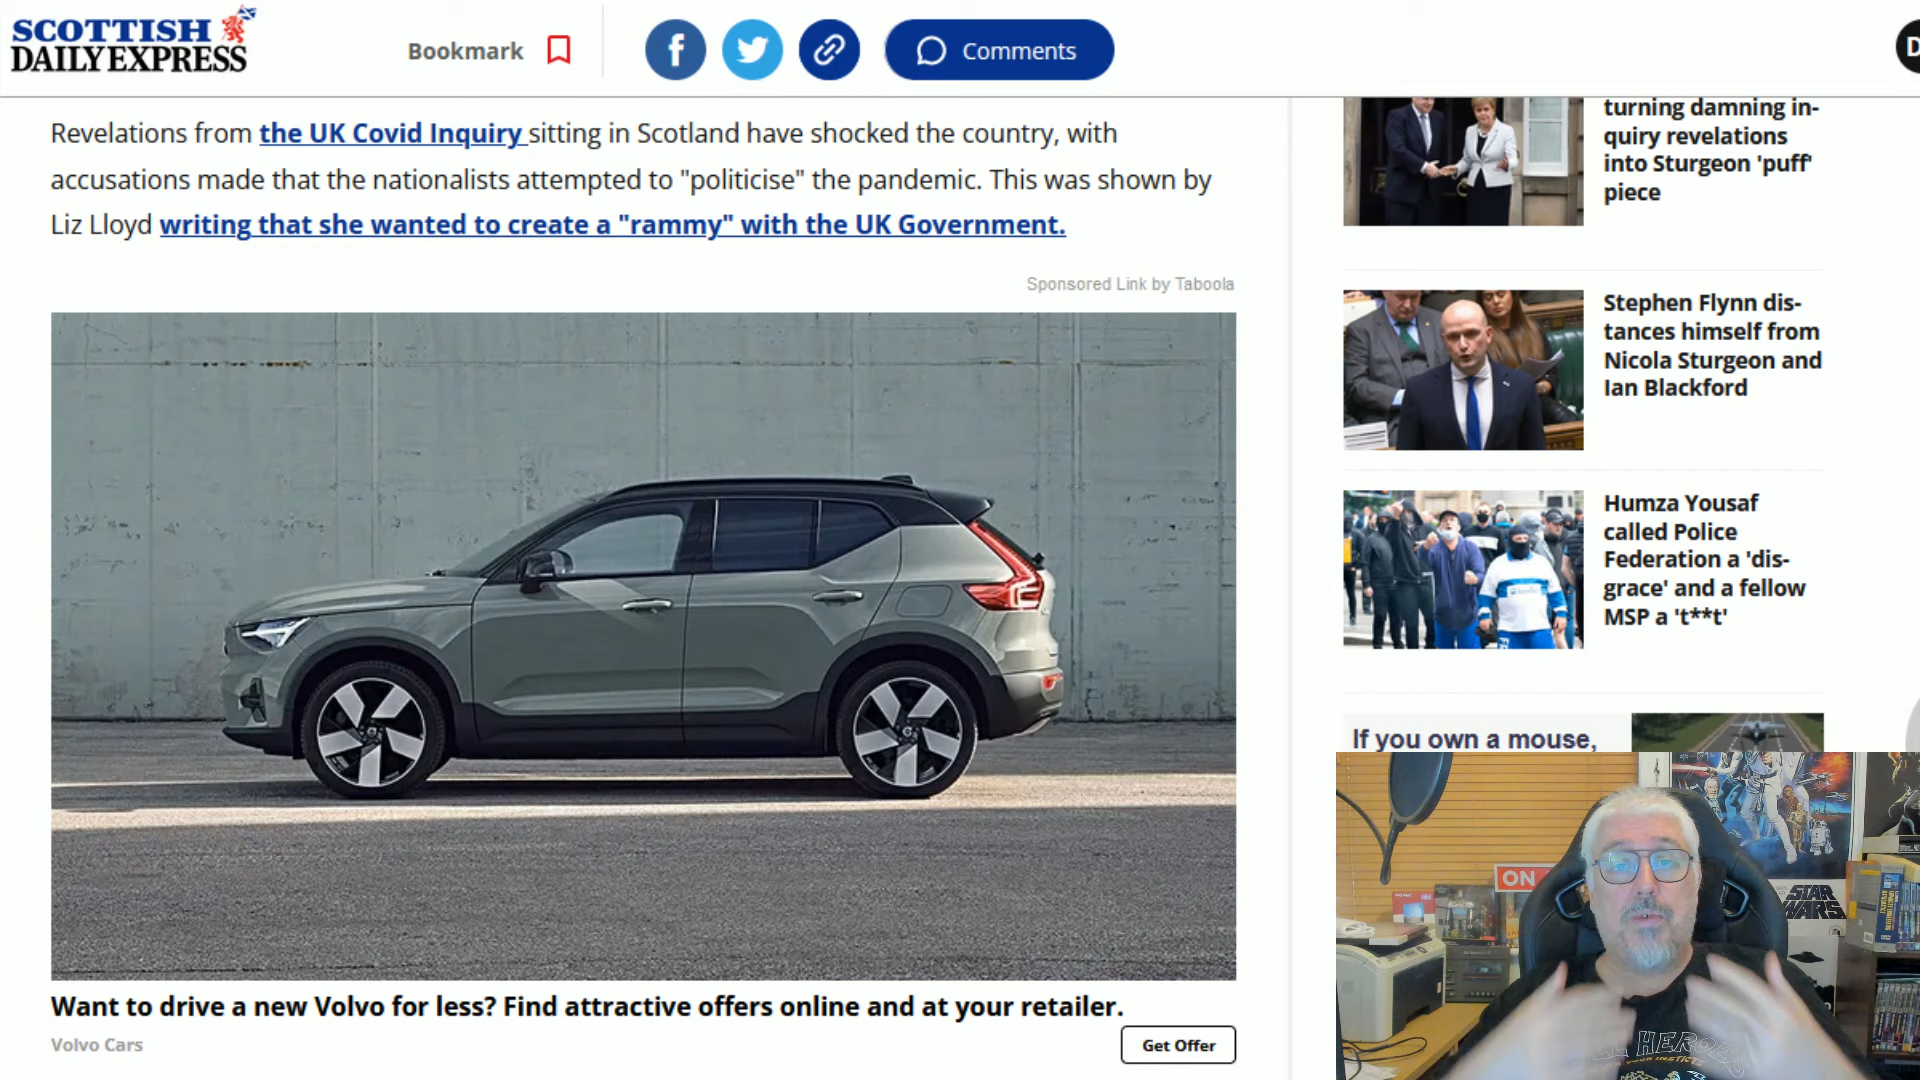 SCOTTISH
DAILY EXPRESS
Bookmark
Comments
D
Revelations from the UK Covid Inquiry sitting in Scotland have shocked the country, with
accusations made that the nationalists attempted to "politicise" the pandemic. This was shown by
Liz Lloyd writing that she wanted to create a "rammy" with the UK Government.
Sponsored Link by Taboola
Want to drive a new Volvo for less? Find attractive offers online and at your retailer.
Volvo Cars
Get Offer
turning damning in-
quiry revelations
into Sturgeon 'puff'
piece
Stephen Flynn dis-
tances himself from
Nicola Sturgeon and
Ian Blackford
Humza Yousaf
called Police
Federation a 'dis-
grace' and a fellow
MSP a 't**t'
If you own a mouse,
ON
STAR
WARS